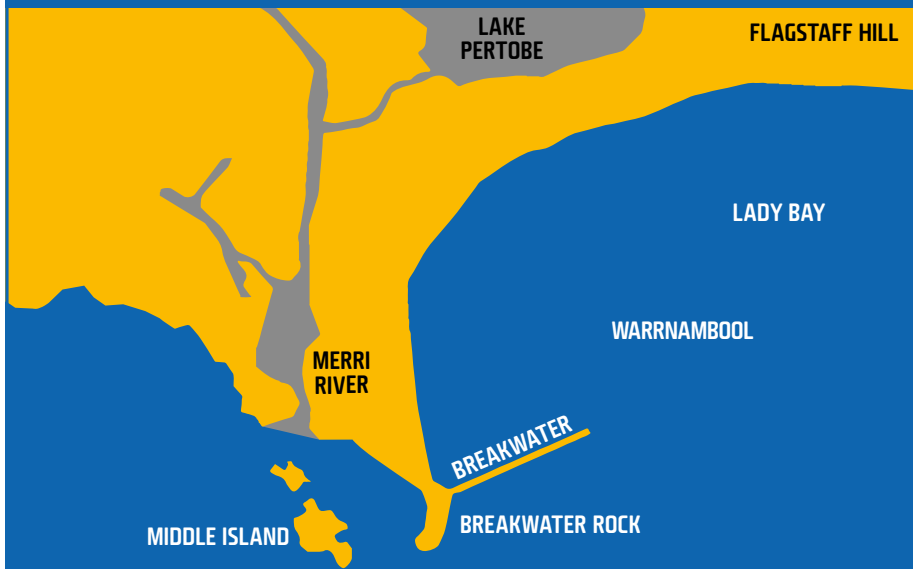 LAKE
PERTOBE
FLAGSTAFF HILL
LADY BAY
WARRNAMBOOL
MERRI
RIVER
BREAKWATER
MIDDLE ISLAND
BREAKWATER ROCK